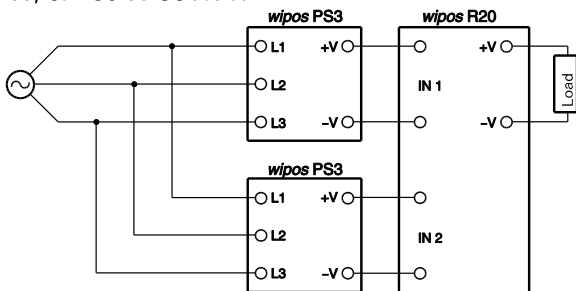 wipos PS3
wipos R20
L1 +V
L2
L3 –V
IN 1
+V
–V
Load
wipos PS3
L1 +V
L2
L3 –V
IN 2